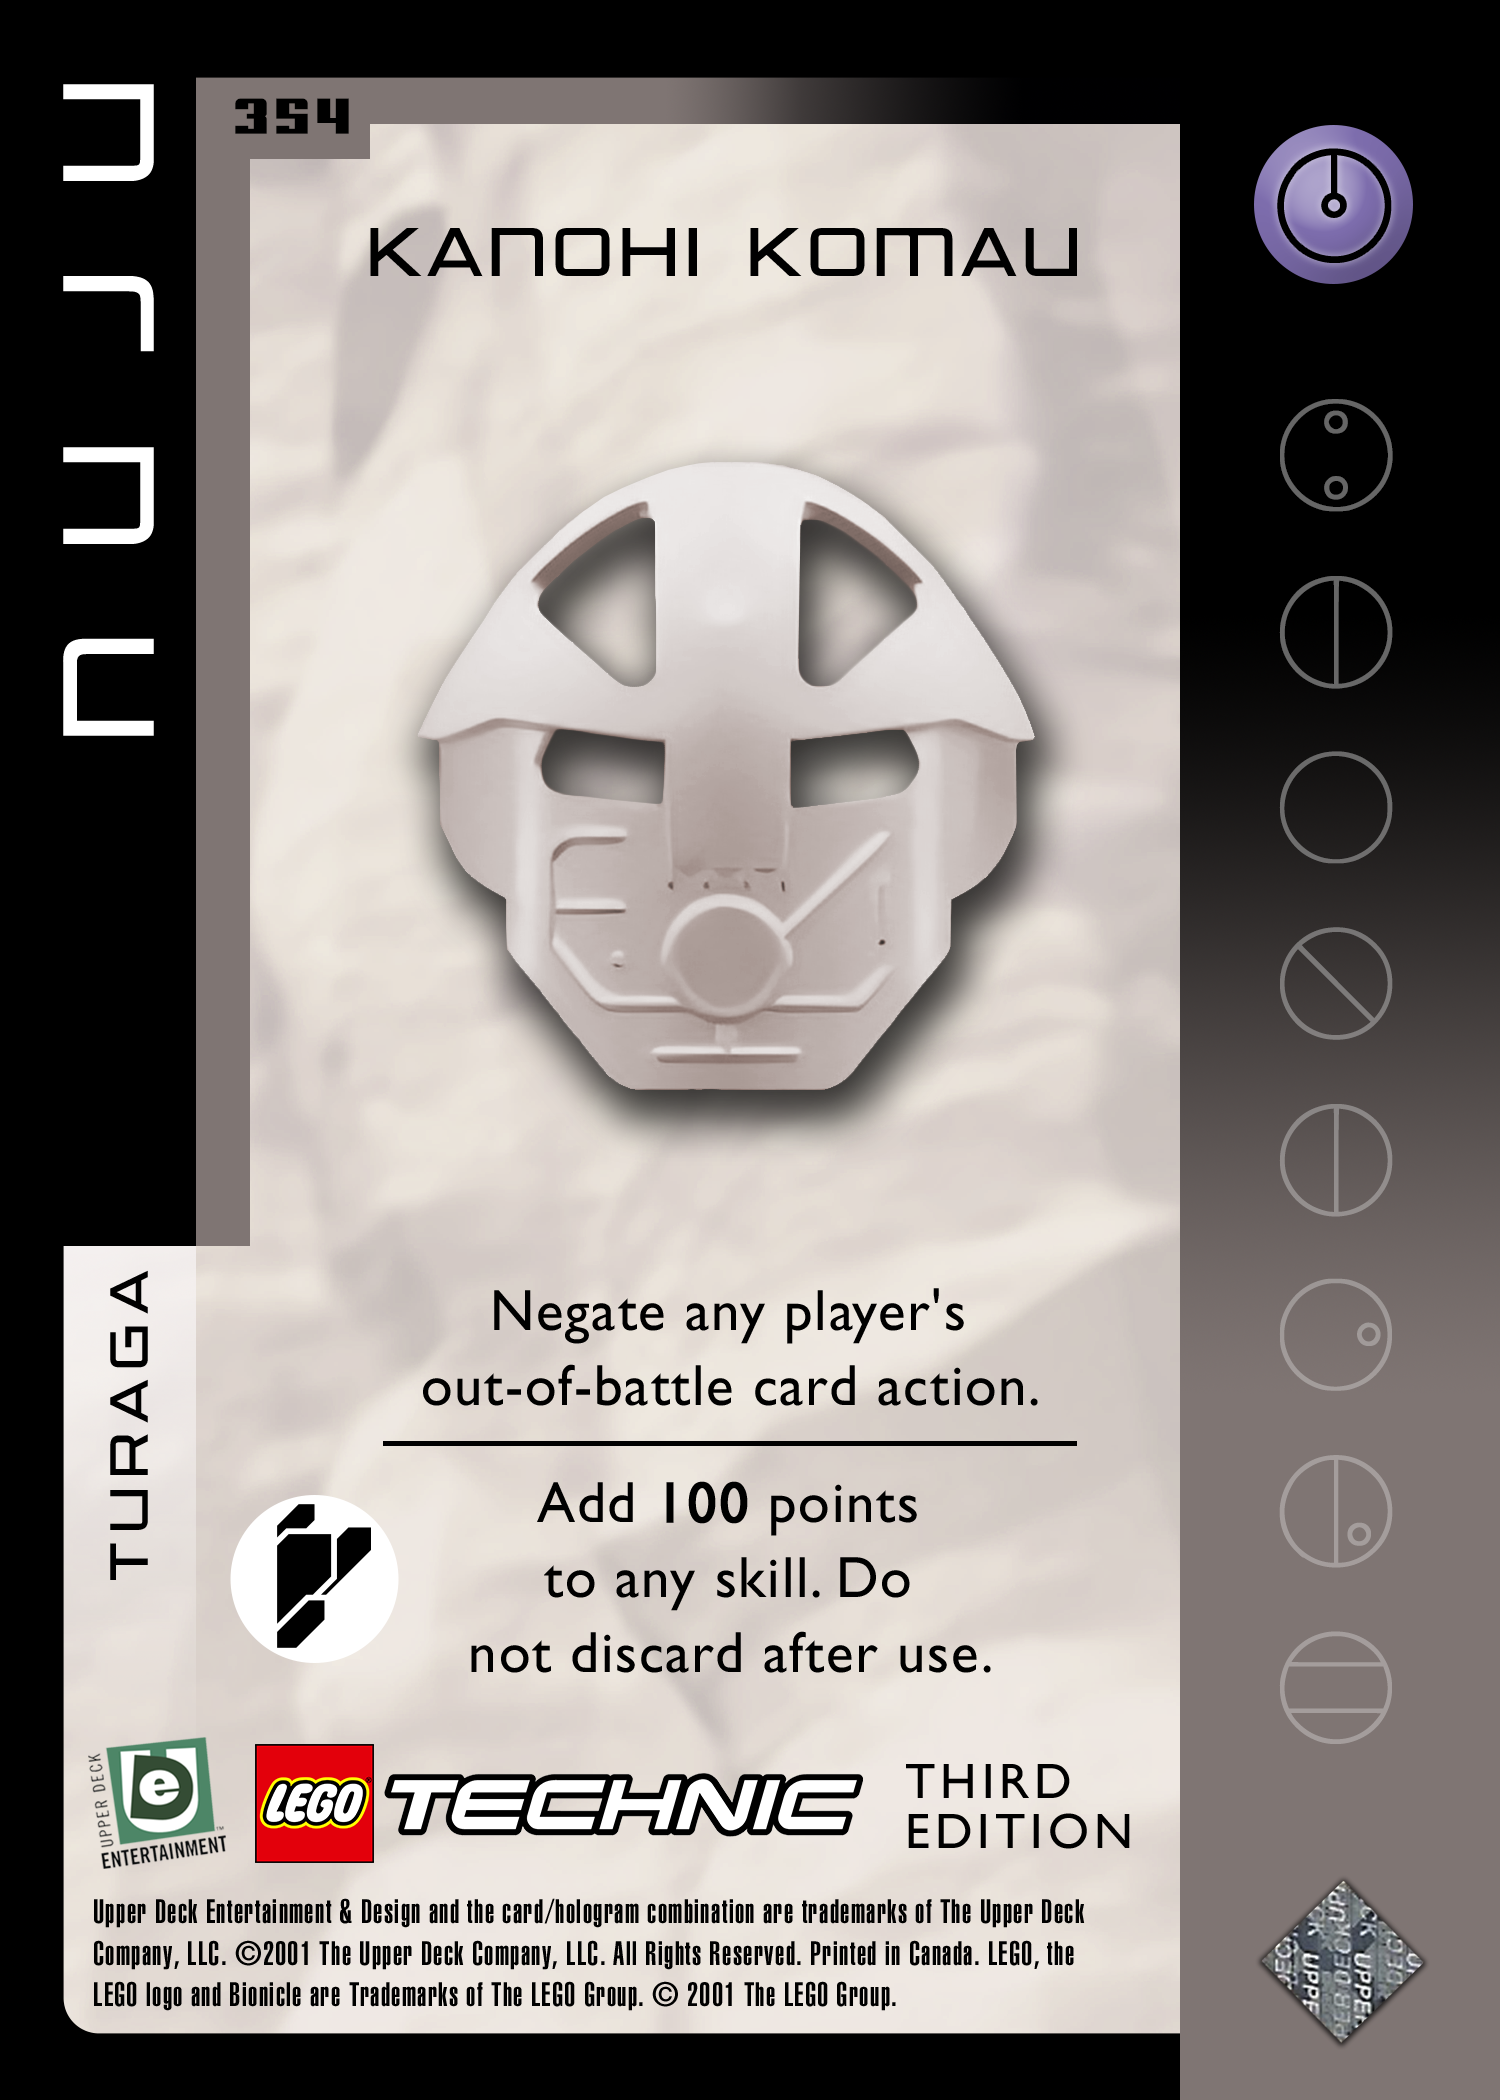 NUJU
354
KANOHI KOMAU
TURAGA
Negate any player's
out-of-battle card action.
Add 100 points
to any skill. Do
not discard after use.
UPPER DECK
e
ENTERTAINMENT
LEGO TECHNIC
THIRD
EDITION
Upper Deck Entertainment & Design and the card/hologram combination are trademarks of The Upper Deck
Company, LLC. ©2001 The Upper Deck Company, LLC. All Rights Reserved. Printed in Canada. LEGO, the
LEGO logo and Bionicle are Trademarks of The LEGO Group. © 2001 The LEGO Group.